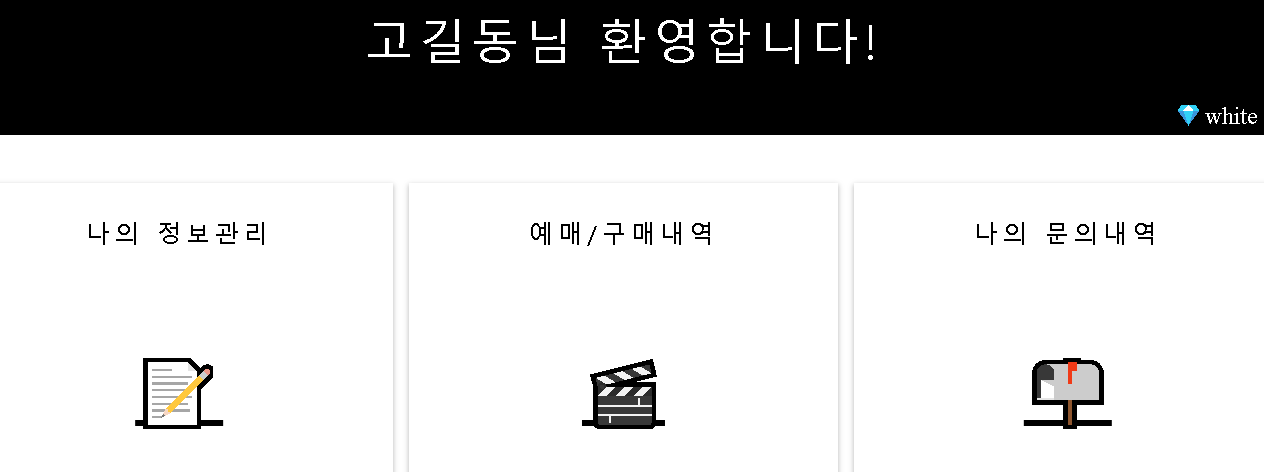 고길동님 환영합니다!
white
나의 정보관리
예매/구매내역
나의 문의내역